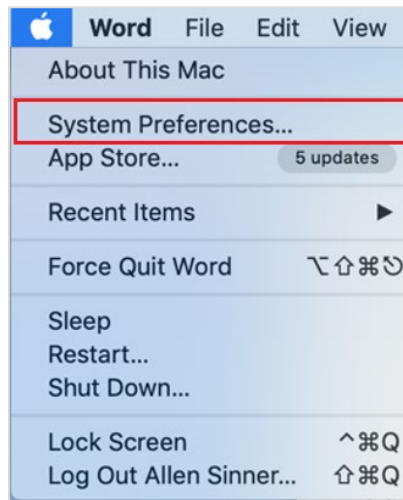 Word File Edit View
About This Mac
System Preferences...
App Store... 5 updates
Recent Items ▶
Force Quit Word ⌥⇧⌘⎋
Sleep
Restart...
Shut Down...
Lock Screen ^⌘Q
Log Out Allen Sinner... ⇧⌘Q